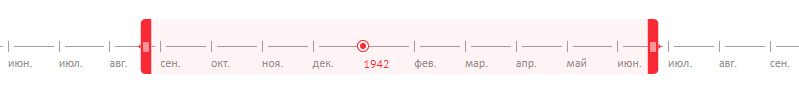 июн. июл. авг. сен. окт. ноя. дек. 1942 фев. мар. апр. май июн. июл. авг. сен.